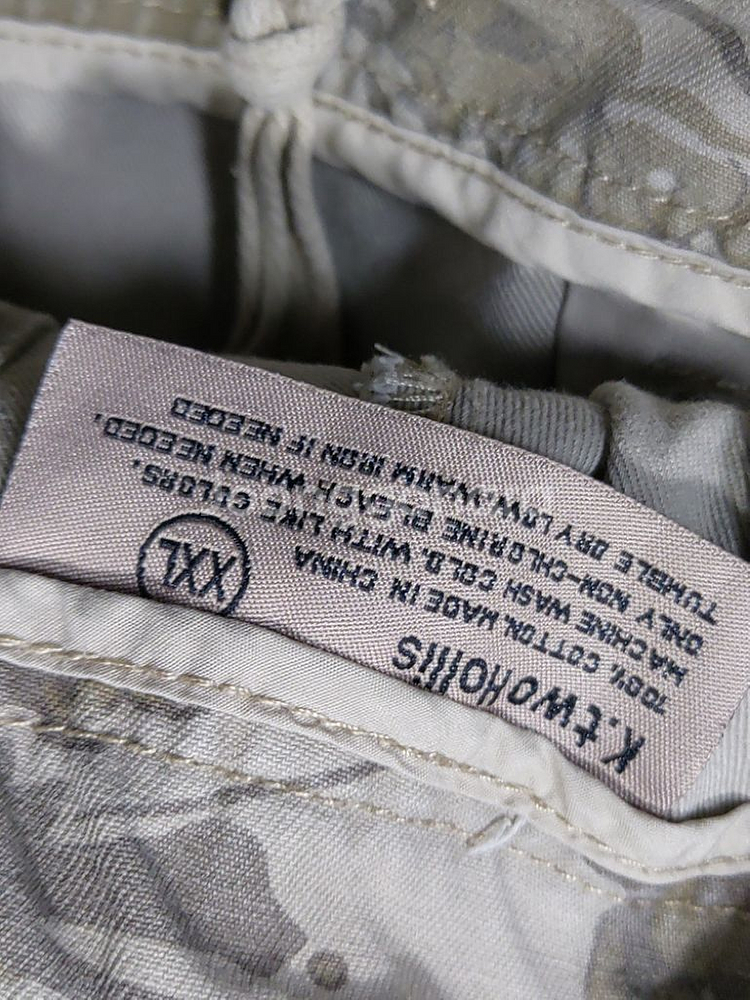 K.twohollis
100% COTTON, MADE IN CHINA
MACHINE WASH COLD, WITH LIKE COLORS.
ONLY NON-CHLORINE BLEACH WHEN NEEDED.
TUMBLE DRY LOW, WARM IRON IF NEEDED
XXL